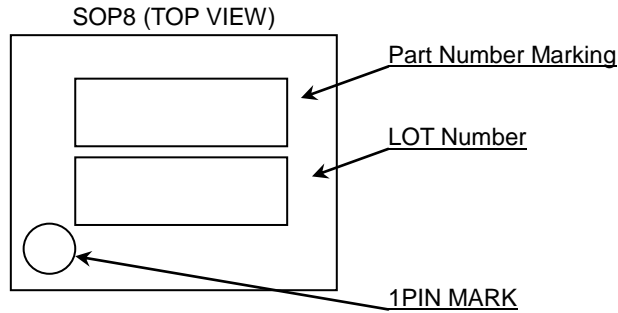 SOP8 (TOP VIEW)
Part Number Marking
LOT Number
1PIN MARK